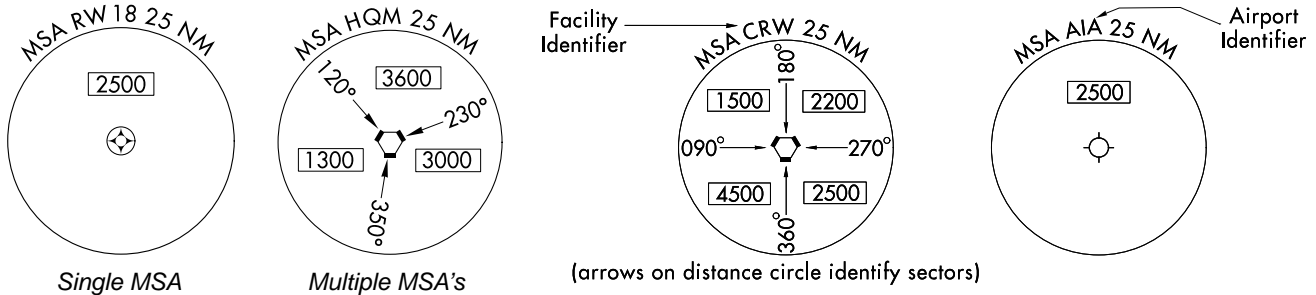 MSA RW 18 25 NM
2500
Single MSA
MSA HQM 25 NM
120°
3600
230°
1300
3000
350°
Multiple MSA's
Facility
Identifier
MSA CRW 25 NM
180°
1500
2200
090°
270°
4500
2500
360°
(arrows on distance circle identify sectors)
Airport
Identifier
MSA AIA 25 NM
2500